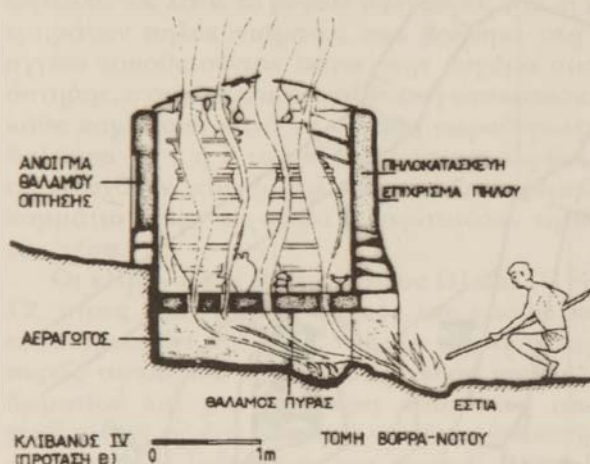 ΑΝΟΙΓΜΑ
ΘΑΛΑΜΟΥ
ΟΠΤΗΣΗΣ
ΠΗΛΟΚΑΤΑΣΚΕΥΗ
ΕΠΙΧΡΙΣΜΑ ΠΗΛΟΥ
ΑΕΡΑΓΩΓΟΣ
ΘΑΛΑΜΟΣ ΠΥΡΑΣ
ΕΣΤΙΑ
ΚΛΙΒΑΝΟΣ IV
(ΠΡΟΤΑΣΗ Β)
0 1m
ΤΟΜΗ ΒΟΡΡΑ-ΝΟΤΟΥ